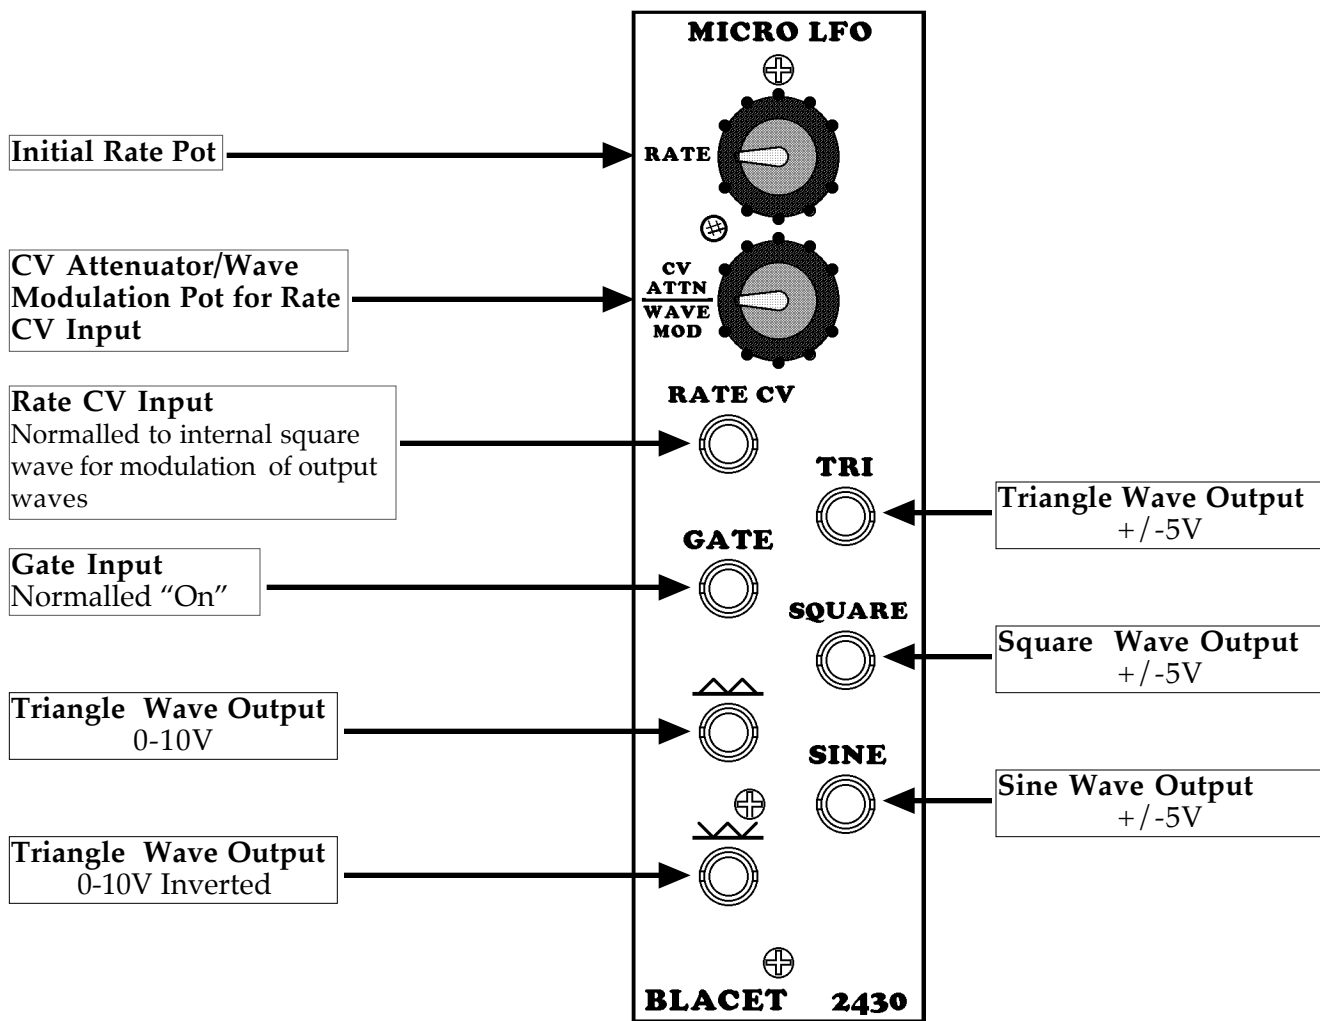 MICRO LFO
Initial Rate Pot
RATE
CV Attenuator/Wave
Modulation Pot for Rate
CV Input
CV
ATTN
WAVE
MOD
Rate CV Input
Normalled to internal square
wave for modulation of output
waves
RATE CV
TRI
Triangle Wave Output
+/-5V
Gate Input
Normalled “On”
GATE
SQUARE
Square Wave Output
+/-5V
Triangle Wave Output
0-10V
SINE
Sine Wave Output
+/-5V
Triangle Wave Output
0-10V Inverted
BLACET 2430